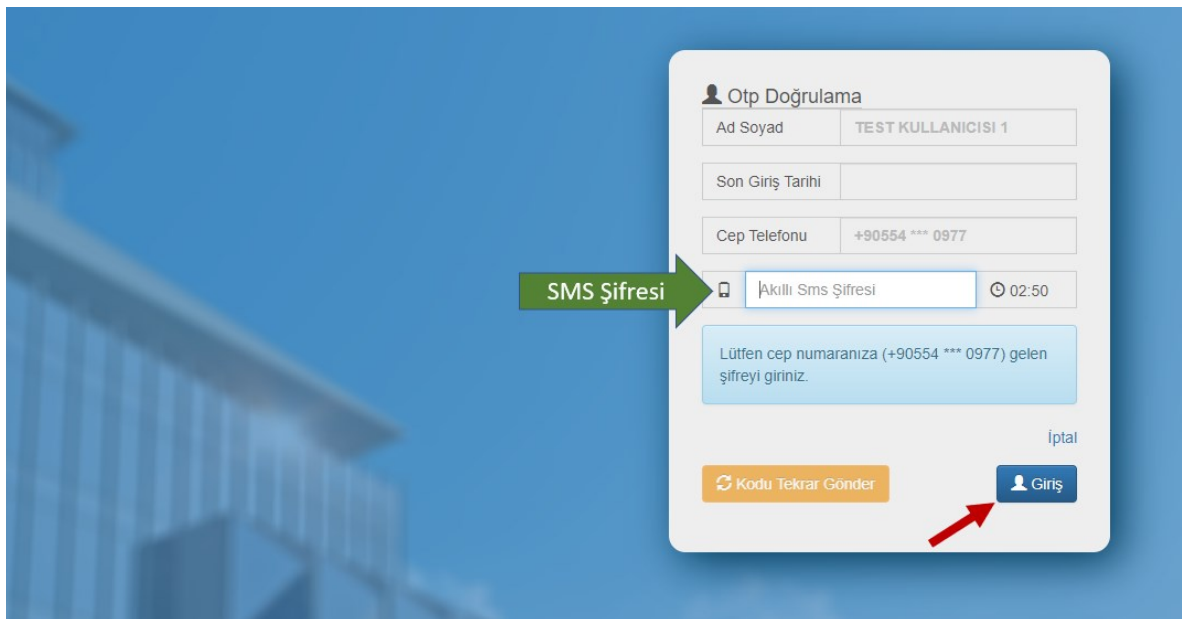 Otp Doğrulama
Ad Soyad TEST KULLANICISI 1
Son Giriş Tarihi
Cep Telefonu +90554 *** 0977
SMS Şifresi Akıllı Sms Şifresi 02:50
Lütfen cep numaranıza (+90554 *** 0977) gelen
şifreyi giriniz.
İptal
Kodu Tekrar Gönder Giriş